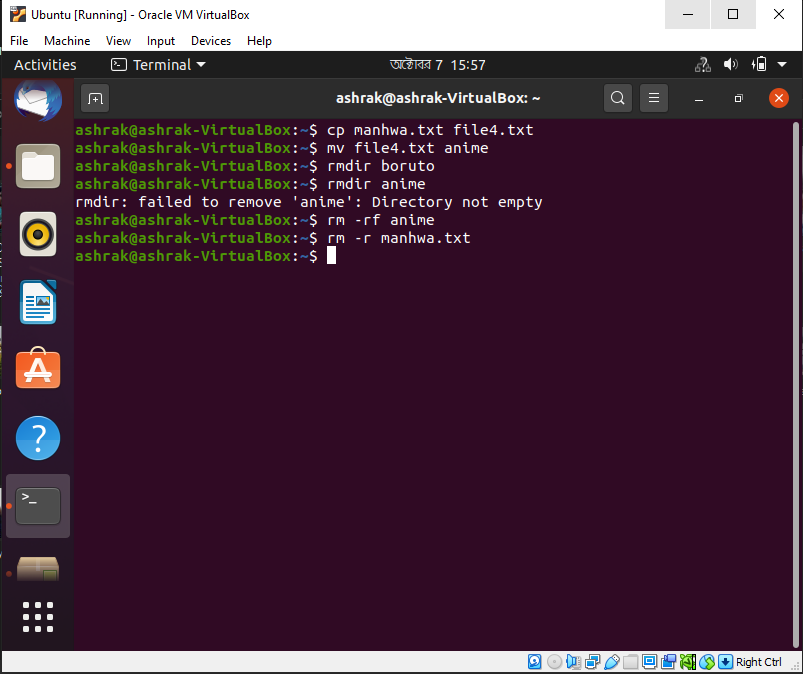 Ubuntu [Running] - Oracle VM VirtualBox
File Machine View Input Devices Help
Activities Terminal অক্টোবর 7 15:57
ashrak@ashrak-VirtualBox: ~
ashrak@ashrak-VirtualBox:~$ cp manhwa.txt file4.txt
ashrak@ashrak-VirtualBox:~$ mv file4.txt anime
ashrak@ashrak-VirtualBox:~$ rmdir boruto
ashrak@ashrak-VirtualBox:~$ rmdir anime
rmdir: failed to remove 'anime': Directory not empty
ashrak@ashrak-VirtualBox:~$ rm -rf anime
ashrak@ashrak-VirtualBox:~$ rm -r manhwa.txt
ashrak@ashrak-VirtualBox:~$
Right Ctrl